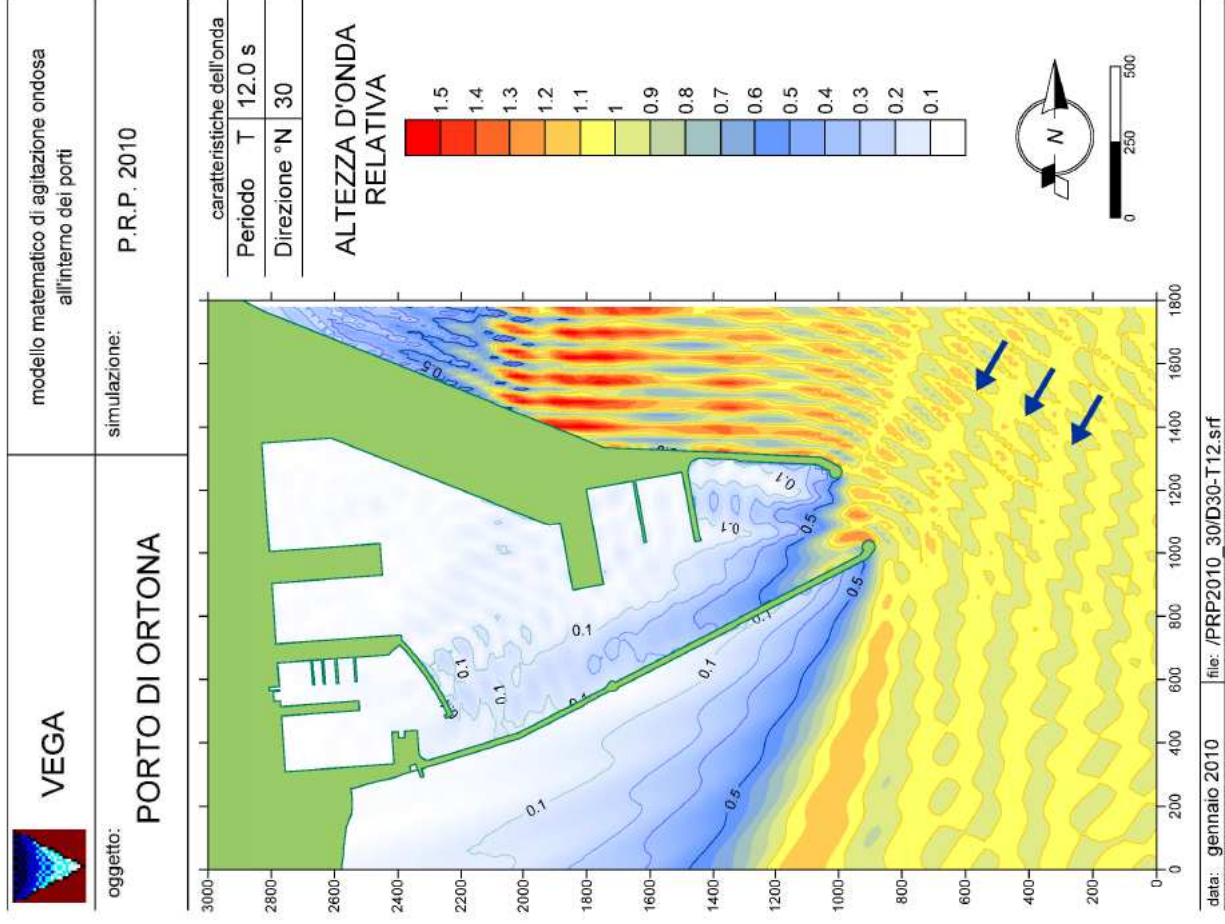 VEGA
modello matematico di agitazione ondosa
all'interno dei porti
oggetto:
PORTO DI ORTONA
simulazione:
P.R.P. 2010
caratteristiche dell'onda
Periodo T 12.0 s
Direzione °N 30
ALTEZZA D'ONDA
RELATIVA
1.5
1.4
1.3
1.2
1.1
1
0.9
0.8
0.7
0.6
0.5
0.4
0.3
0.2
0.1
N
0 250 500
3000
2800
2600
2400
2200
2000
1800
1600
1400
1200
1000
800
600
400
200
0
0 200 400 600 800 1000 1200 1400 1600 1800
0.5
0.1
0.1
0.5
0.1
0.1
0.1
0.1
0.1
0.1
0.5
0.1
0.5
data: gennaio 2010
file: /PRP2010_30/D30-T12.srf